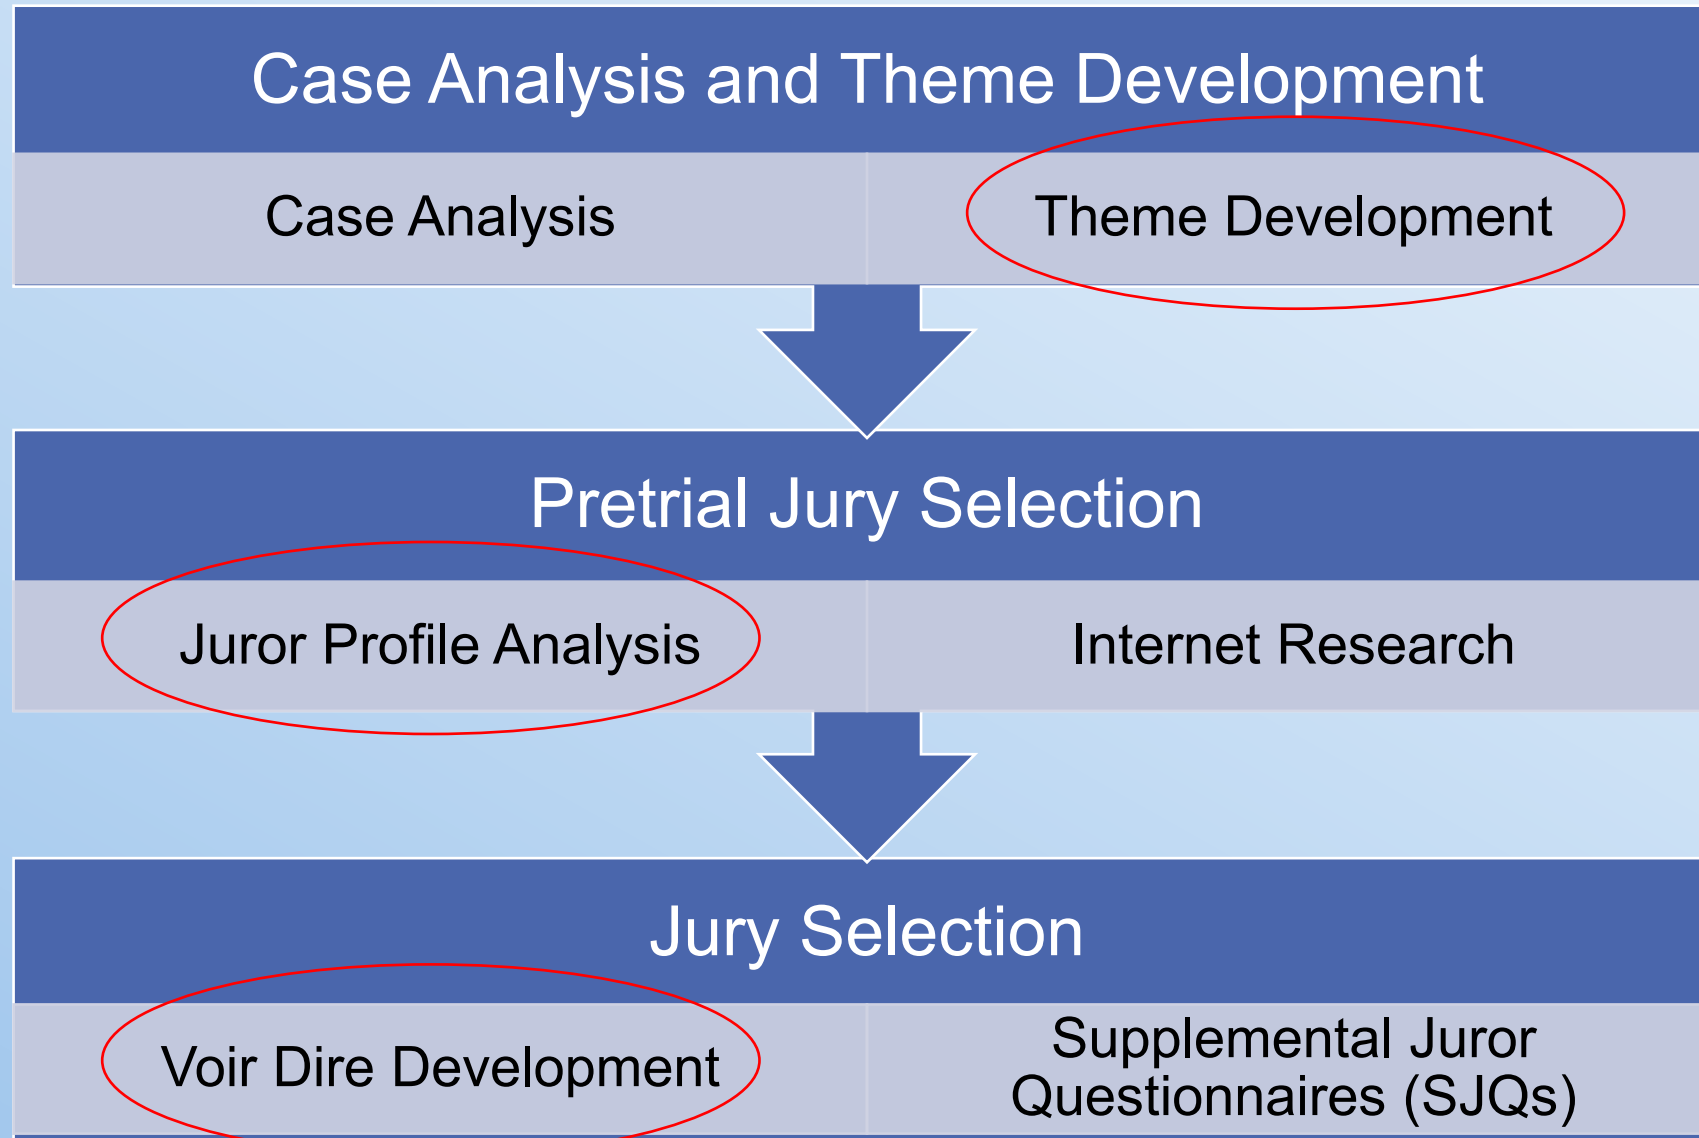 Case Analysis and Theme Development
Case Analysis
Theme Development
Pretrial Jury Selection
Juror Profile Analysis
Internet Research
Jury Selection
Voir Dire Development
Supplemental Juror
Questionnaires (SJQs)